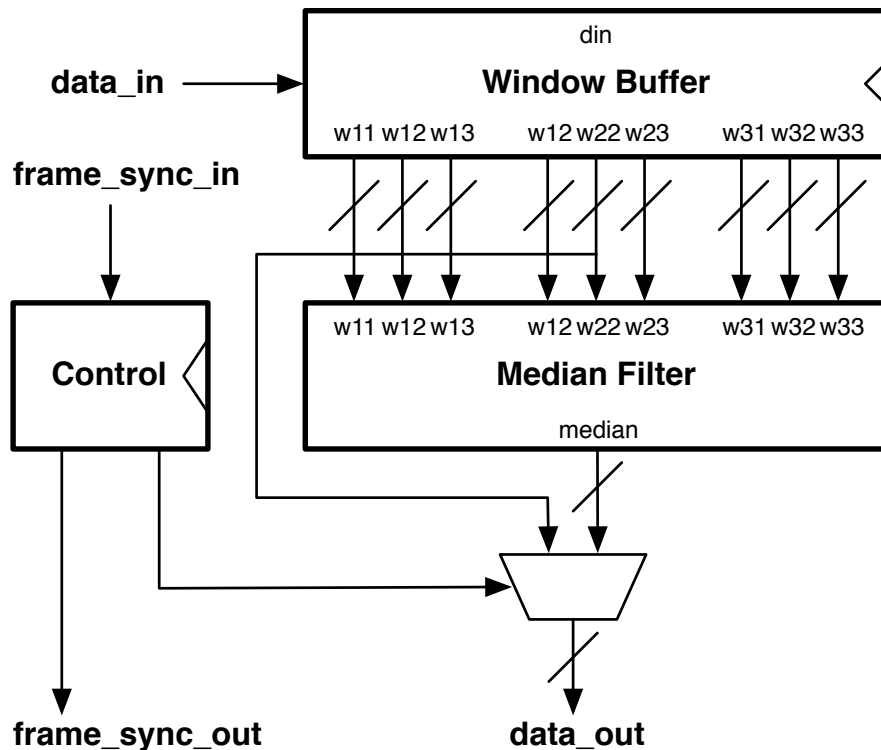 din
data_in
Window Buffer
w11 w12 w13 w12 w22 w23 w31 w32 w33
frame_sync_in
w11 w12 w13 w12 w22 w23 w31 w32 w33
Control
Median Filter
median
frame_sync_out
data_out